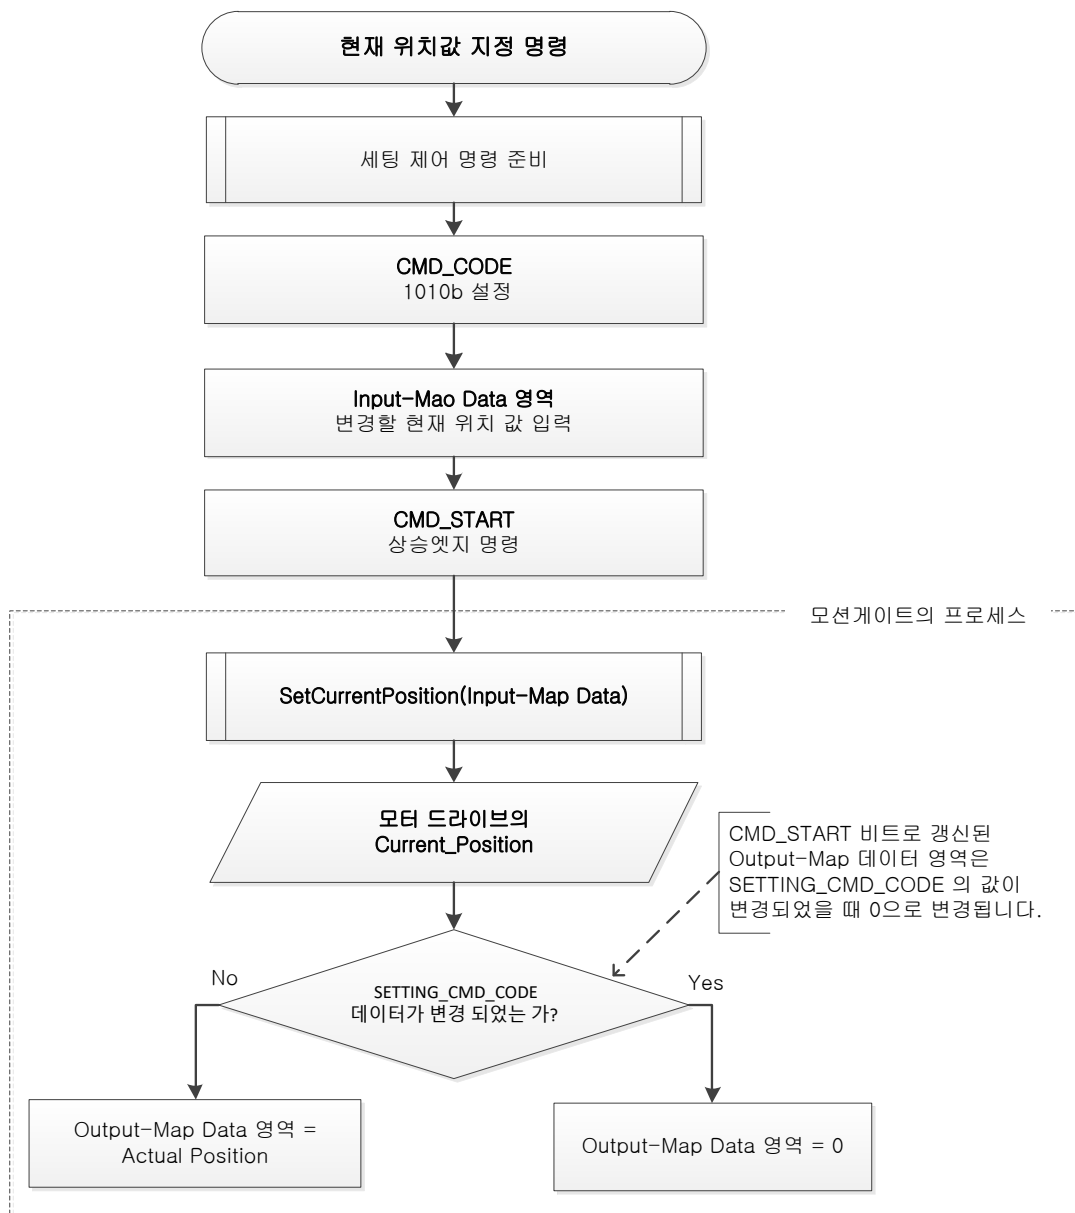 현재 위치값 지정 명령
세팅 제어 명령 준비
CMD_CODE
1010b 설정
Input-Mao Data 영역
변경할 현재 위치 값 입력
CMD_START
상승엣지 명령
모션게이트의 프로세스
SetCurrentPosition(Input-Map Data)
모터 드라이브의
Current_Position
CMD_START 비트로 갱신된
Output-Map 데이터 영역은
SETTING_CMD_CODE 의 값이
변경되었을 때 0으로 변경됩니다.
No
Yes
SETTING_CMD_CODE
데이터가 변경 되었는 가?
Output-Map Data 영역 =
Actual Position
Output-Map Data 영역 = 0